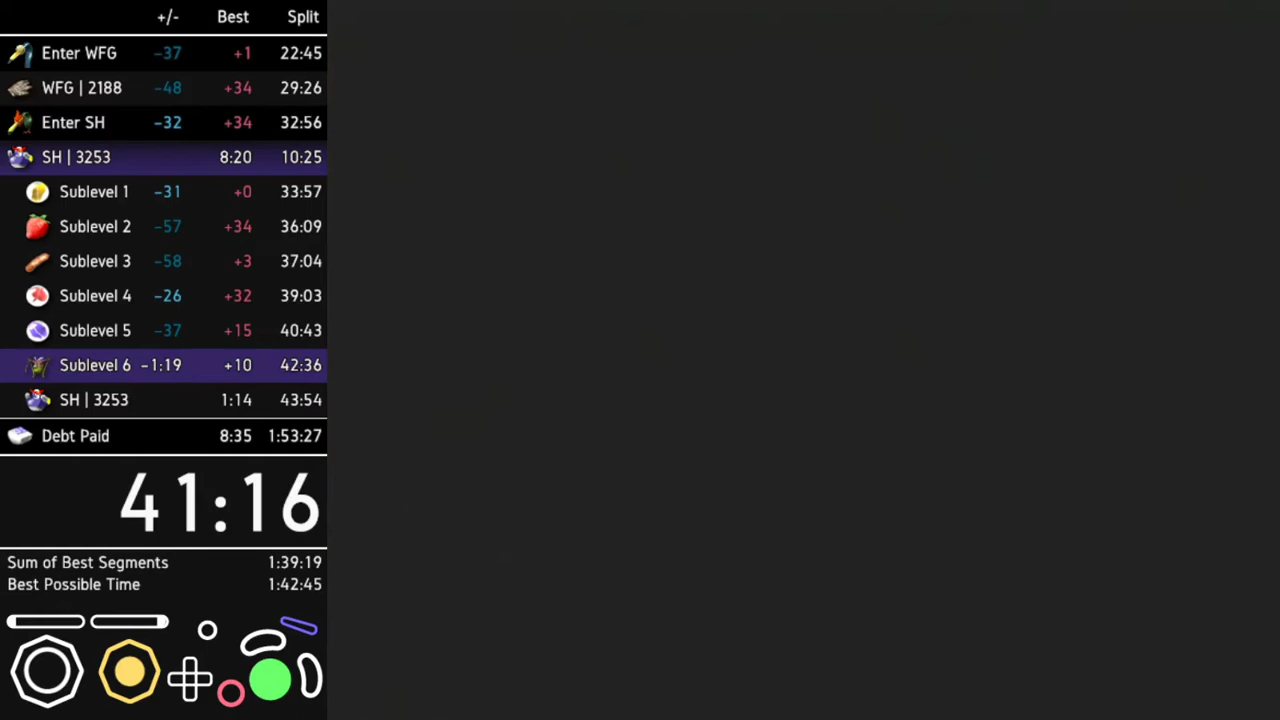 +/- Best Split
Enter WFG -37 +1 22:45
WFG | 2188 -48 +34 29:26
Enter SH -32 +34 32:56
SH | 3253 8:20 10:25
Sublevel 1 -31 +0 33:57
Sublevel 2 -57 +34 36:09
Sublevel 3 -58 +3 37:04
Sublevel 4 -26 +32 39:03
Sublevel 5 -37 +15 40:43
Sublevel 6 -1:19 +10 42:36
SH | 3253 1:14 43:54
Debt Paid 8:35 1:53:27
41:16
Sum of Best Segments 1:39:19
Best Possible Time 1:42:45